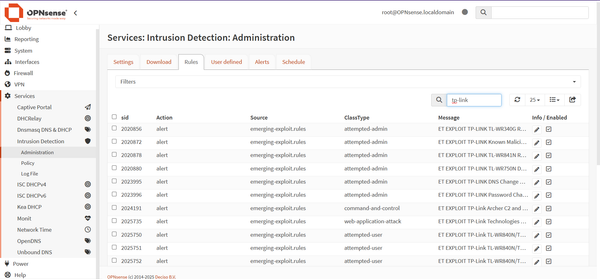 OPNsense
root@OPNsense.localdomain
Lobby
Reporting
System
Interfaces
Firewall
VPN
Services
Captive Portal
DHCRelay
Dnsmasq DNS & DHCP
Intrusion Detection
Administration
Policy
Log File
ISC DHCPv4
ISC DHCPv6
Kea DHCP
Monit
Network Time
OpenDNS
Unbound DNS
Power
Help
Services: Intrusion Detection: Administration
Settings Download Rules User defined Alerts Schedule
Filters
tp-link
25
sid Action Source ClassType Message Info / Enabled
2020856 alert emerging-exploit.rules attempted-admin ET EXPLOIT TP-LINK TL-WR340G R...
2020872 alert emerging-exploit.rules attempted-admin ET EXPLOIT TP-LINK Known Malici...
2020878 alert emerging-exploit.rules attempted-admin ET EXPLOIT TP-LINK TL-WR841N R...
2020880 alert emerging-exploit.rules attempted-admin ET EXPLOIT TP-LINK TL-WR750N D...
2023995 alert emerging-exploit.rules attempted-admin ET EXPLOIT TP-LINK DNS Change ...
2023996 alert emerging-exploit.rules attempted-admin ET EXPLOIT TP-LINK Password Cha...
2024191 alert emerging-exploit.rules command-and-control ET EXPLOIT TP-Link Archer C2 and ...
2025735 alert emerging-exploit.rules web-application-attack ET EXPLOIT TP-Link Technologies ...
2025750 alert emerging-exploit.rules attempted-user ET EXPLOIT TP-Link TL-WR840N/T...
2025751 alert emerging-exploit.rules attempted-user ET EXPLOIT TP-Link TL-WR840N/T...
2025752 alert emerging-exploit.rules attempted-user ET EXPLOIT TP-Link TL-WR840N/T...
OPNsense (c) 2014-2025 Deciso B.V.